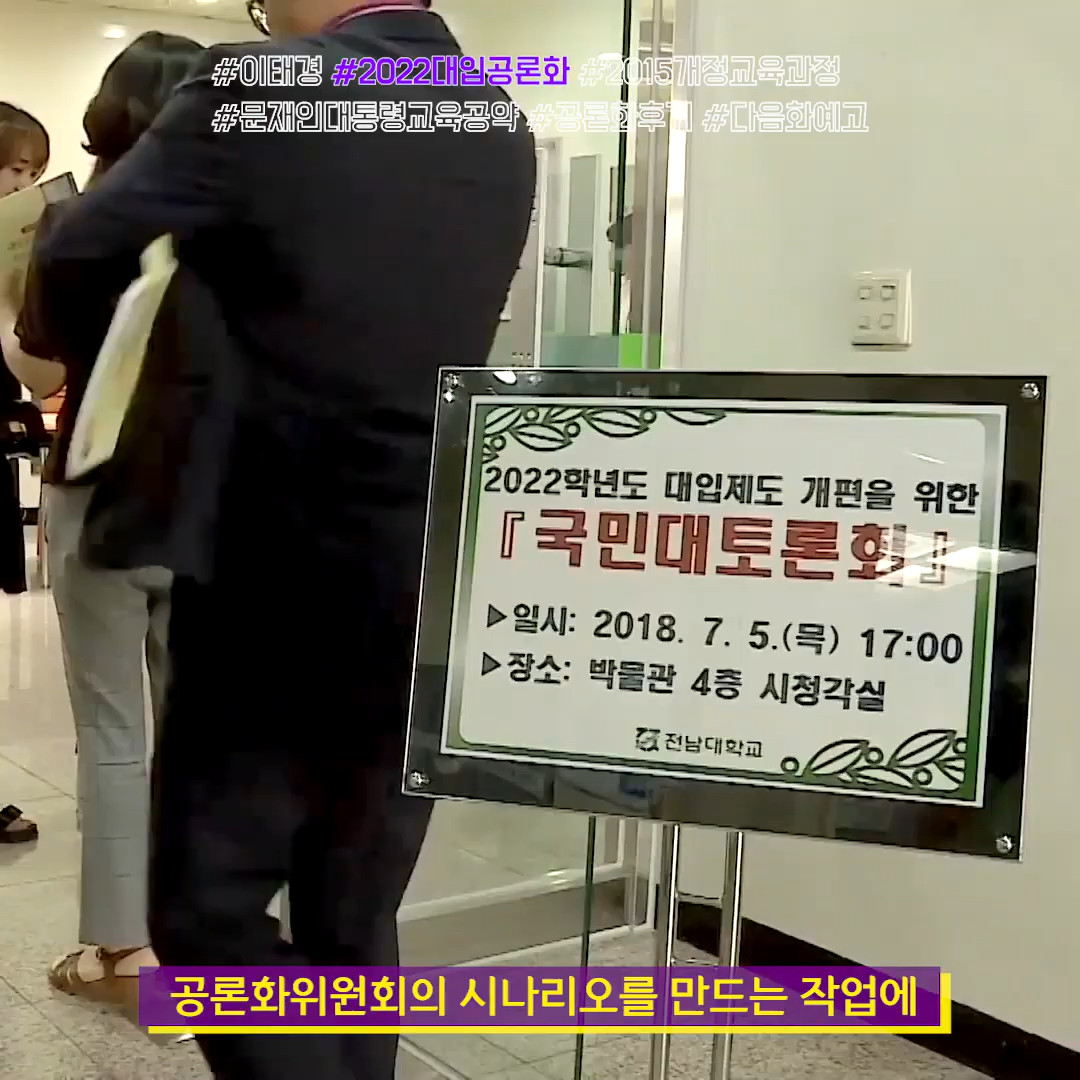 #이태경 #2022대입공론화 #2015개정교육과정
#문재인대통령교육공약 #공론화후기 #다음화예고
2022학년도 대입제도 개편을 위한
『국민대토론회』
▶일시: 2018. 7. 5.(목) 17:00
▶장소: 박물관 4층 시청각실
전남대학교
공론화위원회의 시나리오를 만드는 작업에